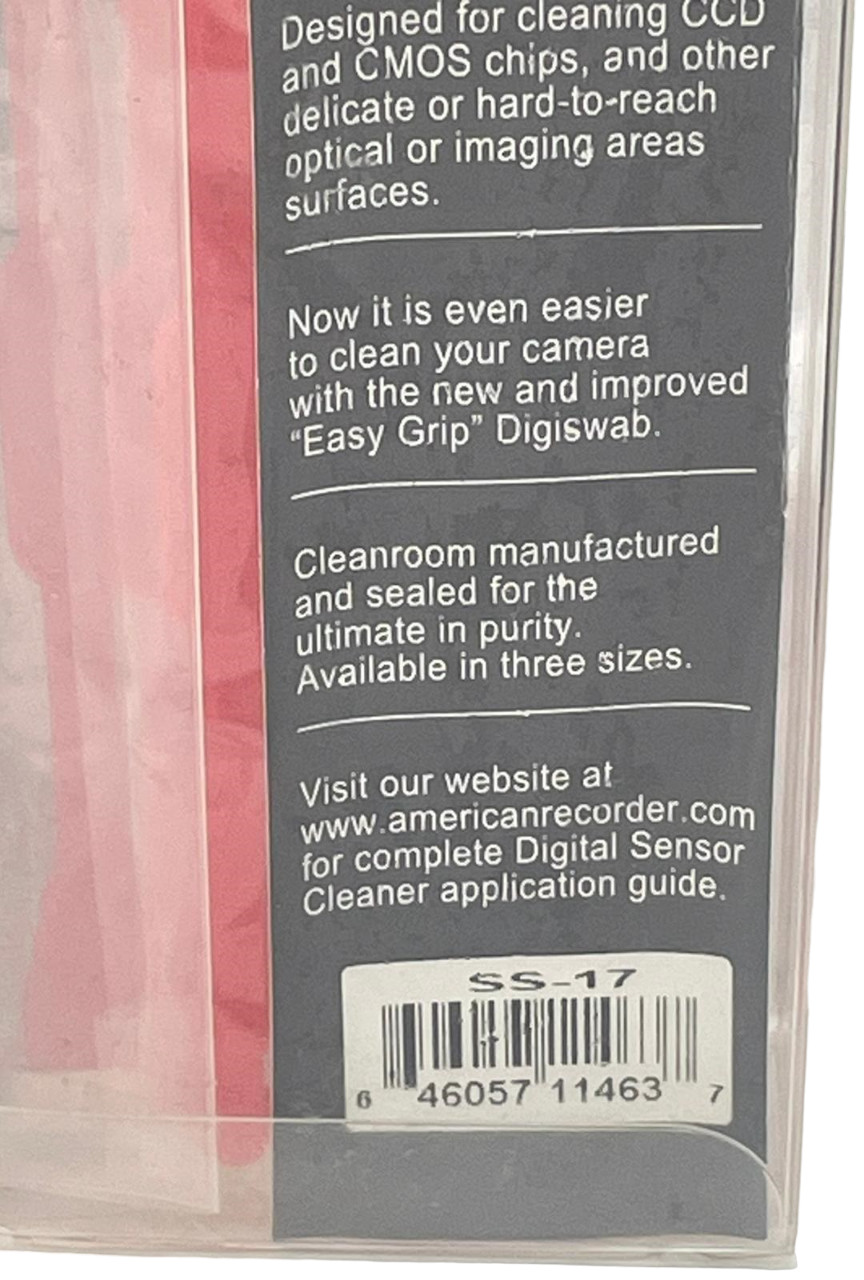 Designed for cleaning CCD
and CMOS chips, and other
delicate or hard-to-reach
optical or imaging areas
surfaces.
Now it is even easier
to clean your camera
with the new and improved
“Easy Grip” Digiswab.
Cleanroom manufactured
and sealed for the
ultimate in purity.
Available in three sizes.
Visit our website at
www.americanrecorder.com
for complete Digital Sensor
Cleaner application guide.
SS-17
6 46057 11463 7